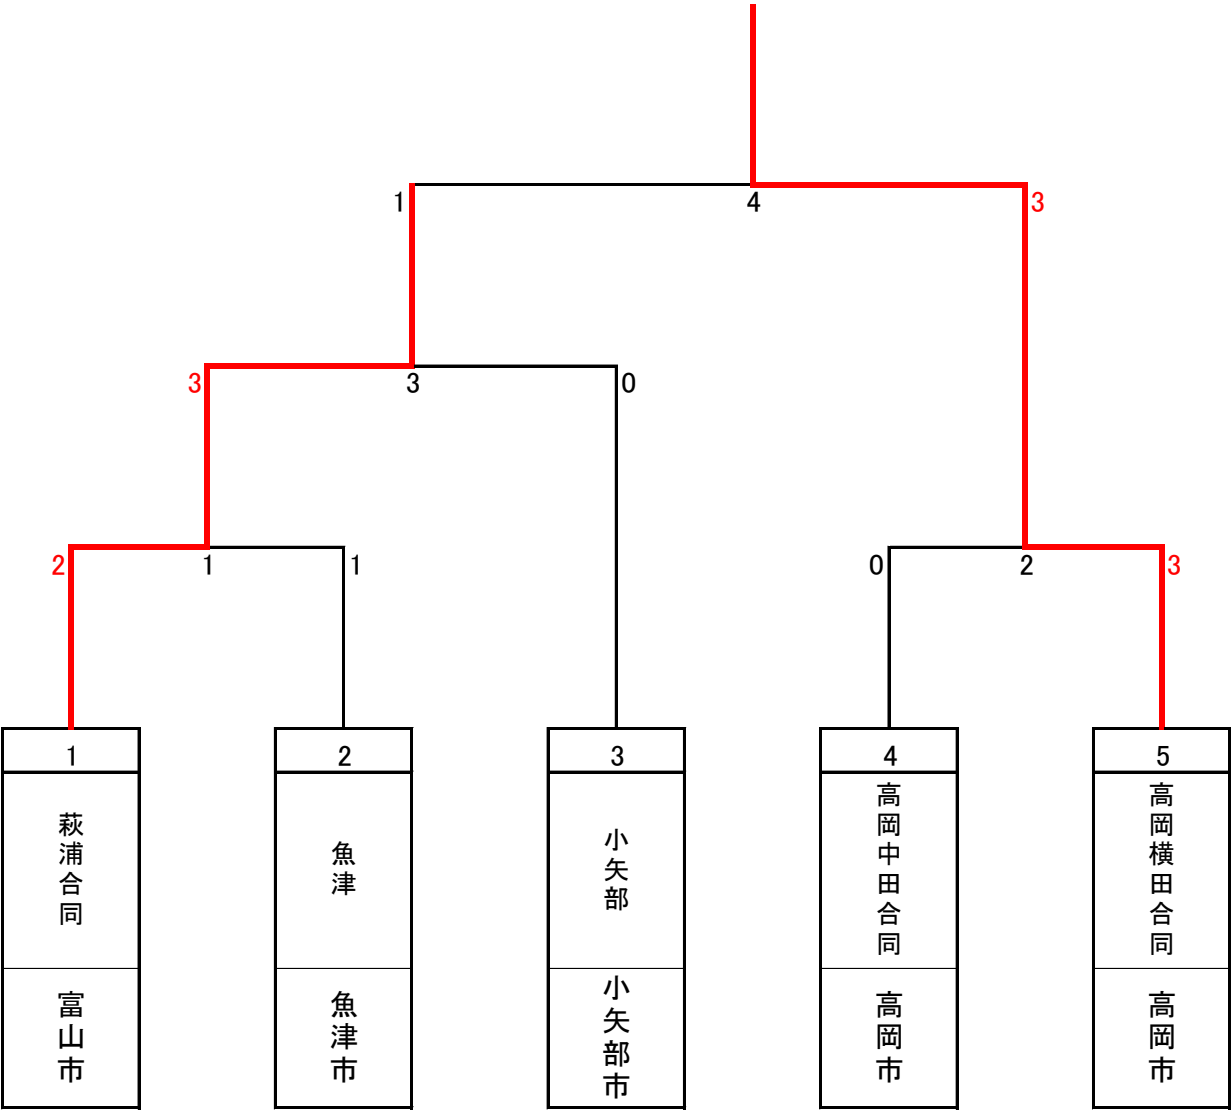 1 4 3
3 3 0
2 1 1 0 2 3
1 2 3 4 5
萩浦合同
魚津
小矢部
高岡中田合同
高岡横田合同
富山市
魚津市
小矢部市
高岡市
高岡市